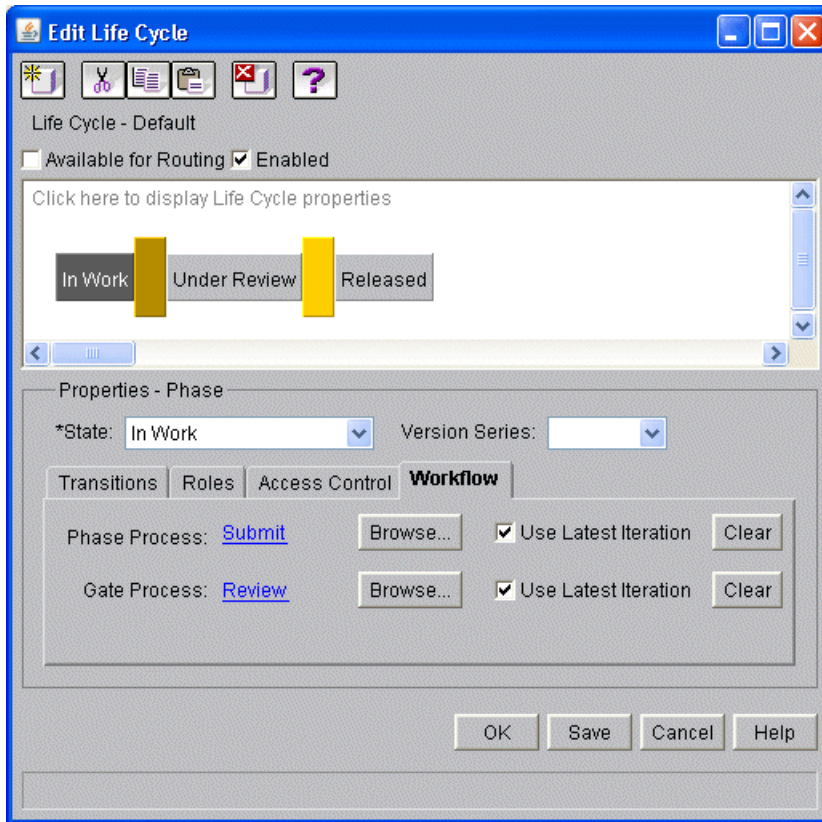 Edit Life Cycle
?
Life Cycle - Default
Available for Routing Enabled
Click here to display Life Cycle properties
In Work Under Review Released
Properties - Phase
*State: In Work Version Series:
Transitions Roles Access Control Workflow
Phase Process: Submit Browse... Use Latest Iteration Clear
Gate Process: Review Browse... Use Latest Iteration Clear
OK Save Cancel Help